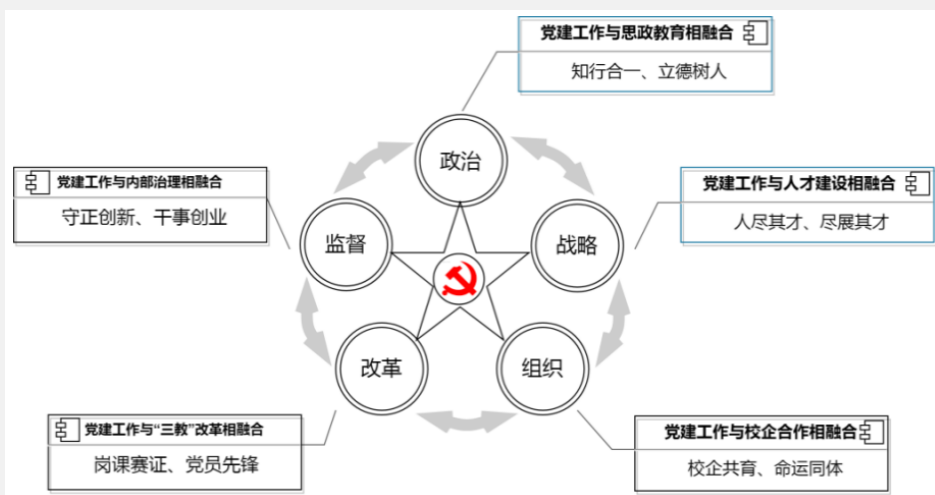 党建工作与思政教育相融合
知行合一、立德树人
政治
党建工作与内部治理相融合
守正创新、干事创业
党建工作与人才建设相融合
人尽其才、尽展其才
监督
战略
改革
组织
党建工作与“三教”改革相融合
岗课赛证、党员先锋
党建工作与校企合作相融合
校企共育、命运同体